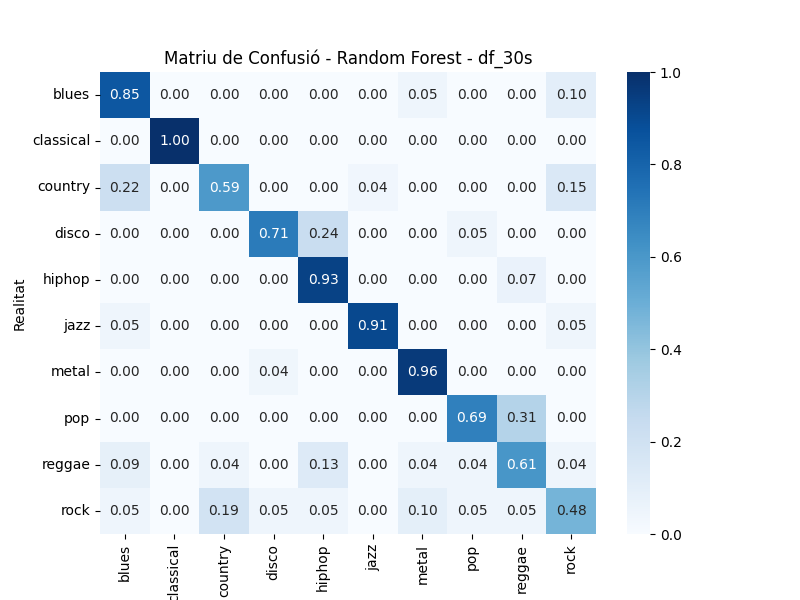 Matriu de Confusió - Random Forest - df_30s
Realitat
blues 0.85 0.00 0.00 0.00 0.00 0.00 0.05 0.00 0.00 0.10
classical 0.00 1.00 0.00 0.00 0.00 0.00 0.00 0.00 0.00 0.00
country 0.22 0.00 0.59 0.00 0.00 0.04 0.00 0.00 0.00 0.15
disco 0.00 0.00 0.00 0.71 0.24 0.00 0.00 0.05 0.00 0.00
hiphop 0.00 0.00 0.00 0.00 0.93 0.00 0.00 0.00 0.07 0.00
jazz 0.05 0.00 0.00 0.00 0.00 0.91 0.00 0.00 0.00 0.05
metal 0.00 0.00 0.00 0.04 0.00 0.00 0.96 0.00 0.00 0.00
pop 0.00 0.00 0.00 0.00 0.00 0.00 0.00 0.69 0.31 0.00
reggae 0.09 0.00 0.04 0.00 0.13 0.00 0.04 0.04 0.61 0.04
rock 0.05 0.00 0.19 0.05 0.05 0.00 0.10 0.05 0.05 0.48
blues classical country disco hiphop jazz metal pop reggae rock
1.0
0.8
0.6
0.4
0.2
0.0